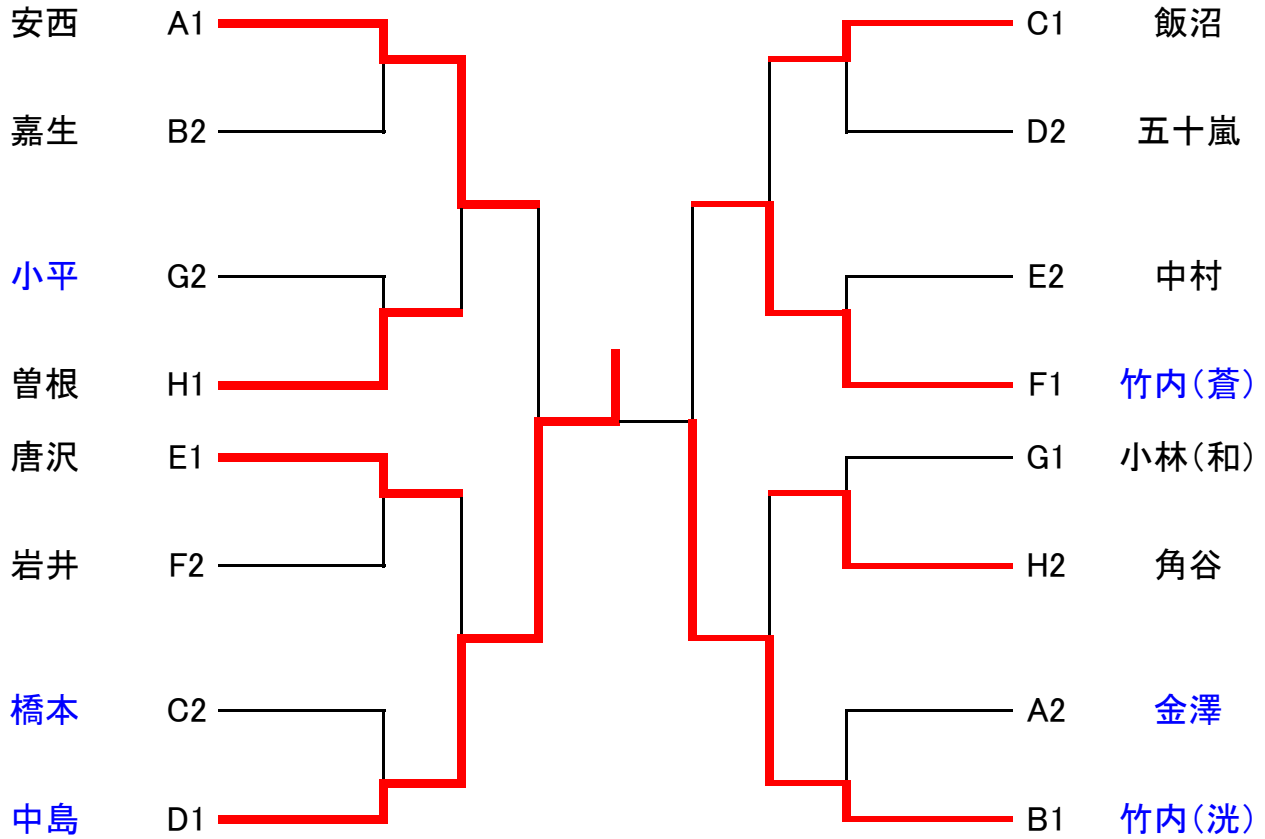 安西 A1 C1 飯沼
嘉生 B2 D2 五十嵐
小平 G2 E2 中村
曽根 H1 F1 竹内(蒼)
唐沢 E1 G1 小林(和)
岩井 F2 H2 角谷
橋本 C2 A2 金澤
中島 D1 B1 竹内(洸)